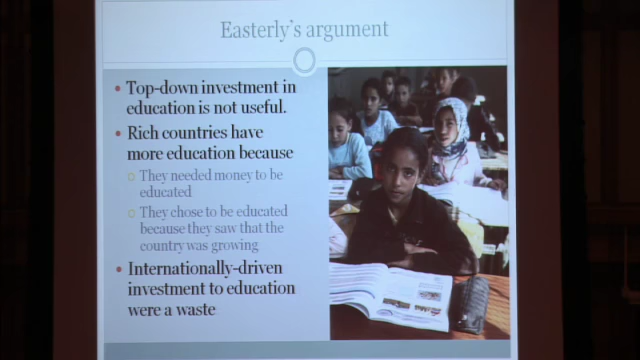 Easterly's argument
• Top-down investment in
education is not useful.
• Rich countries have
more education because
○ They needed money to be
educated
○ They chose to be educated
because they saw that the
country was growing
• Internationally-driven
investment to education
were a waste